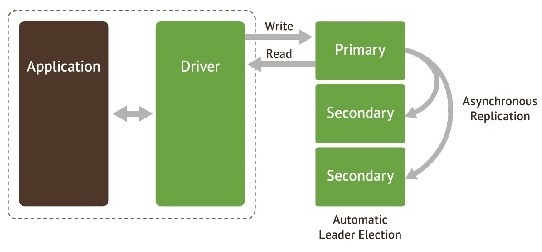 Application
Driver
Write
Read
Primary
Secondary
Secondary
Asynchronous
Replication
Automatic
Leader Election